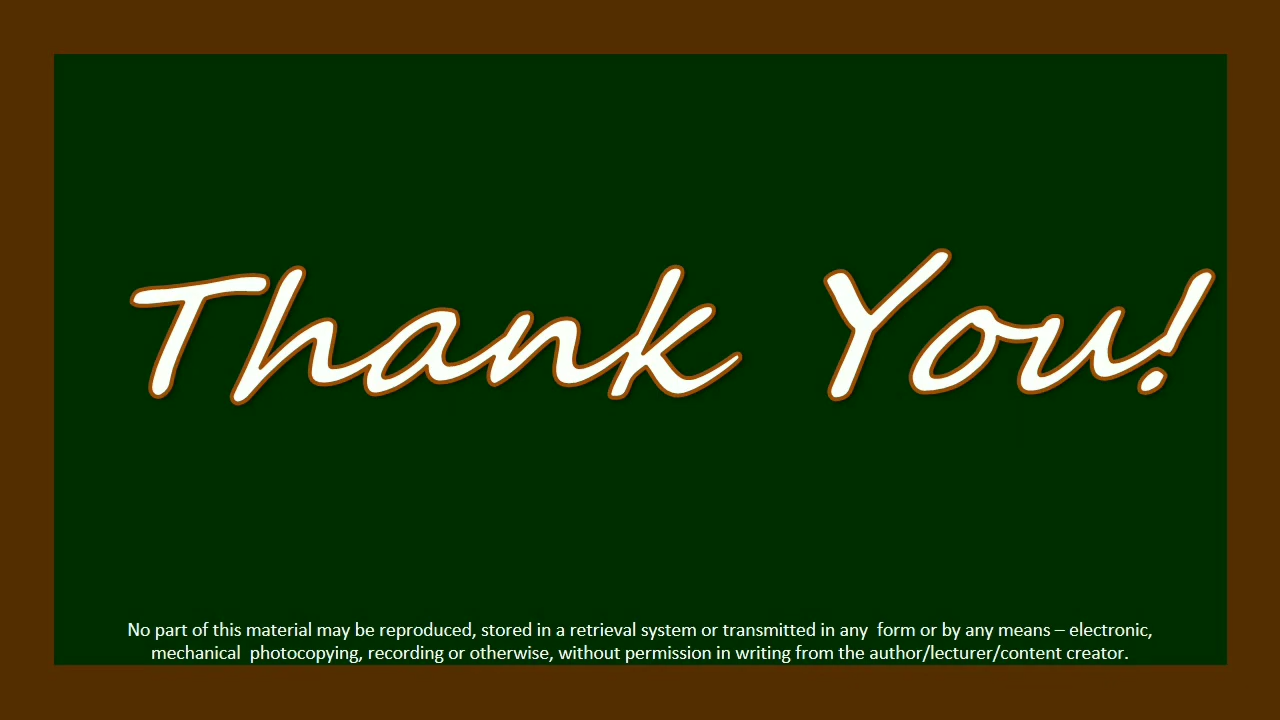 Thank You!
No part of this material may be reproduced, stored in a retrieval system or transmitted in any  form or by any means – electronic,
mechanical  photocopying, recording or otherwise, without permission in writing from the author/lecturer/content creator.